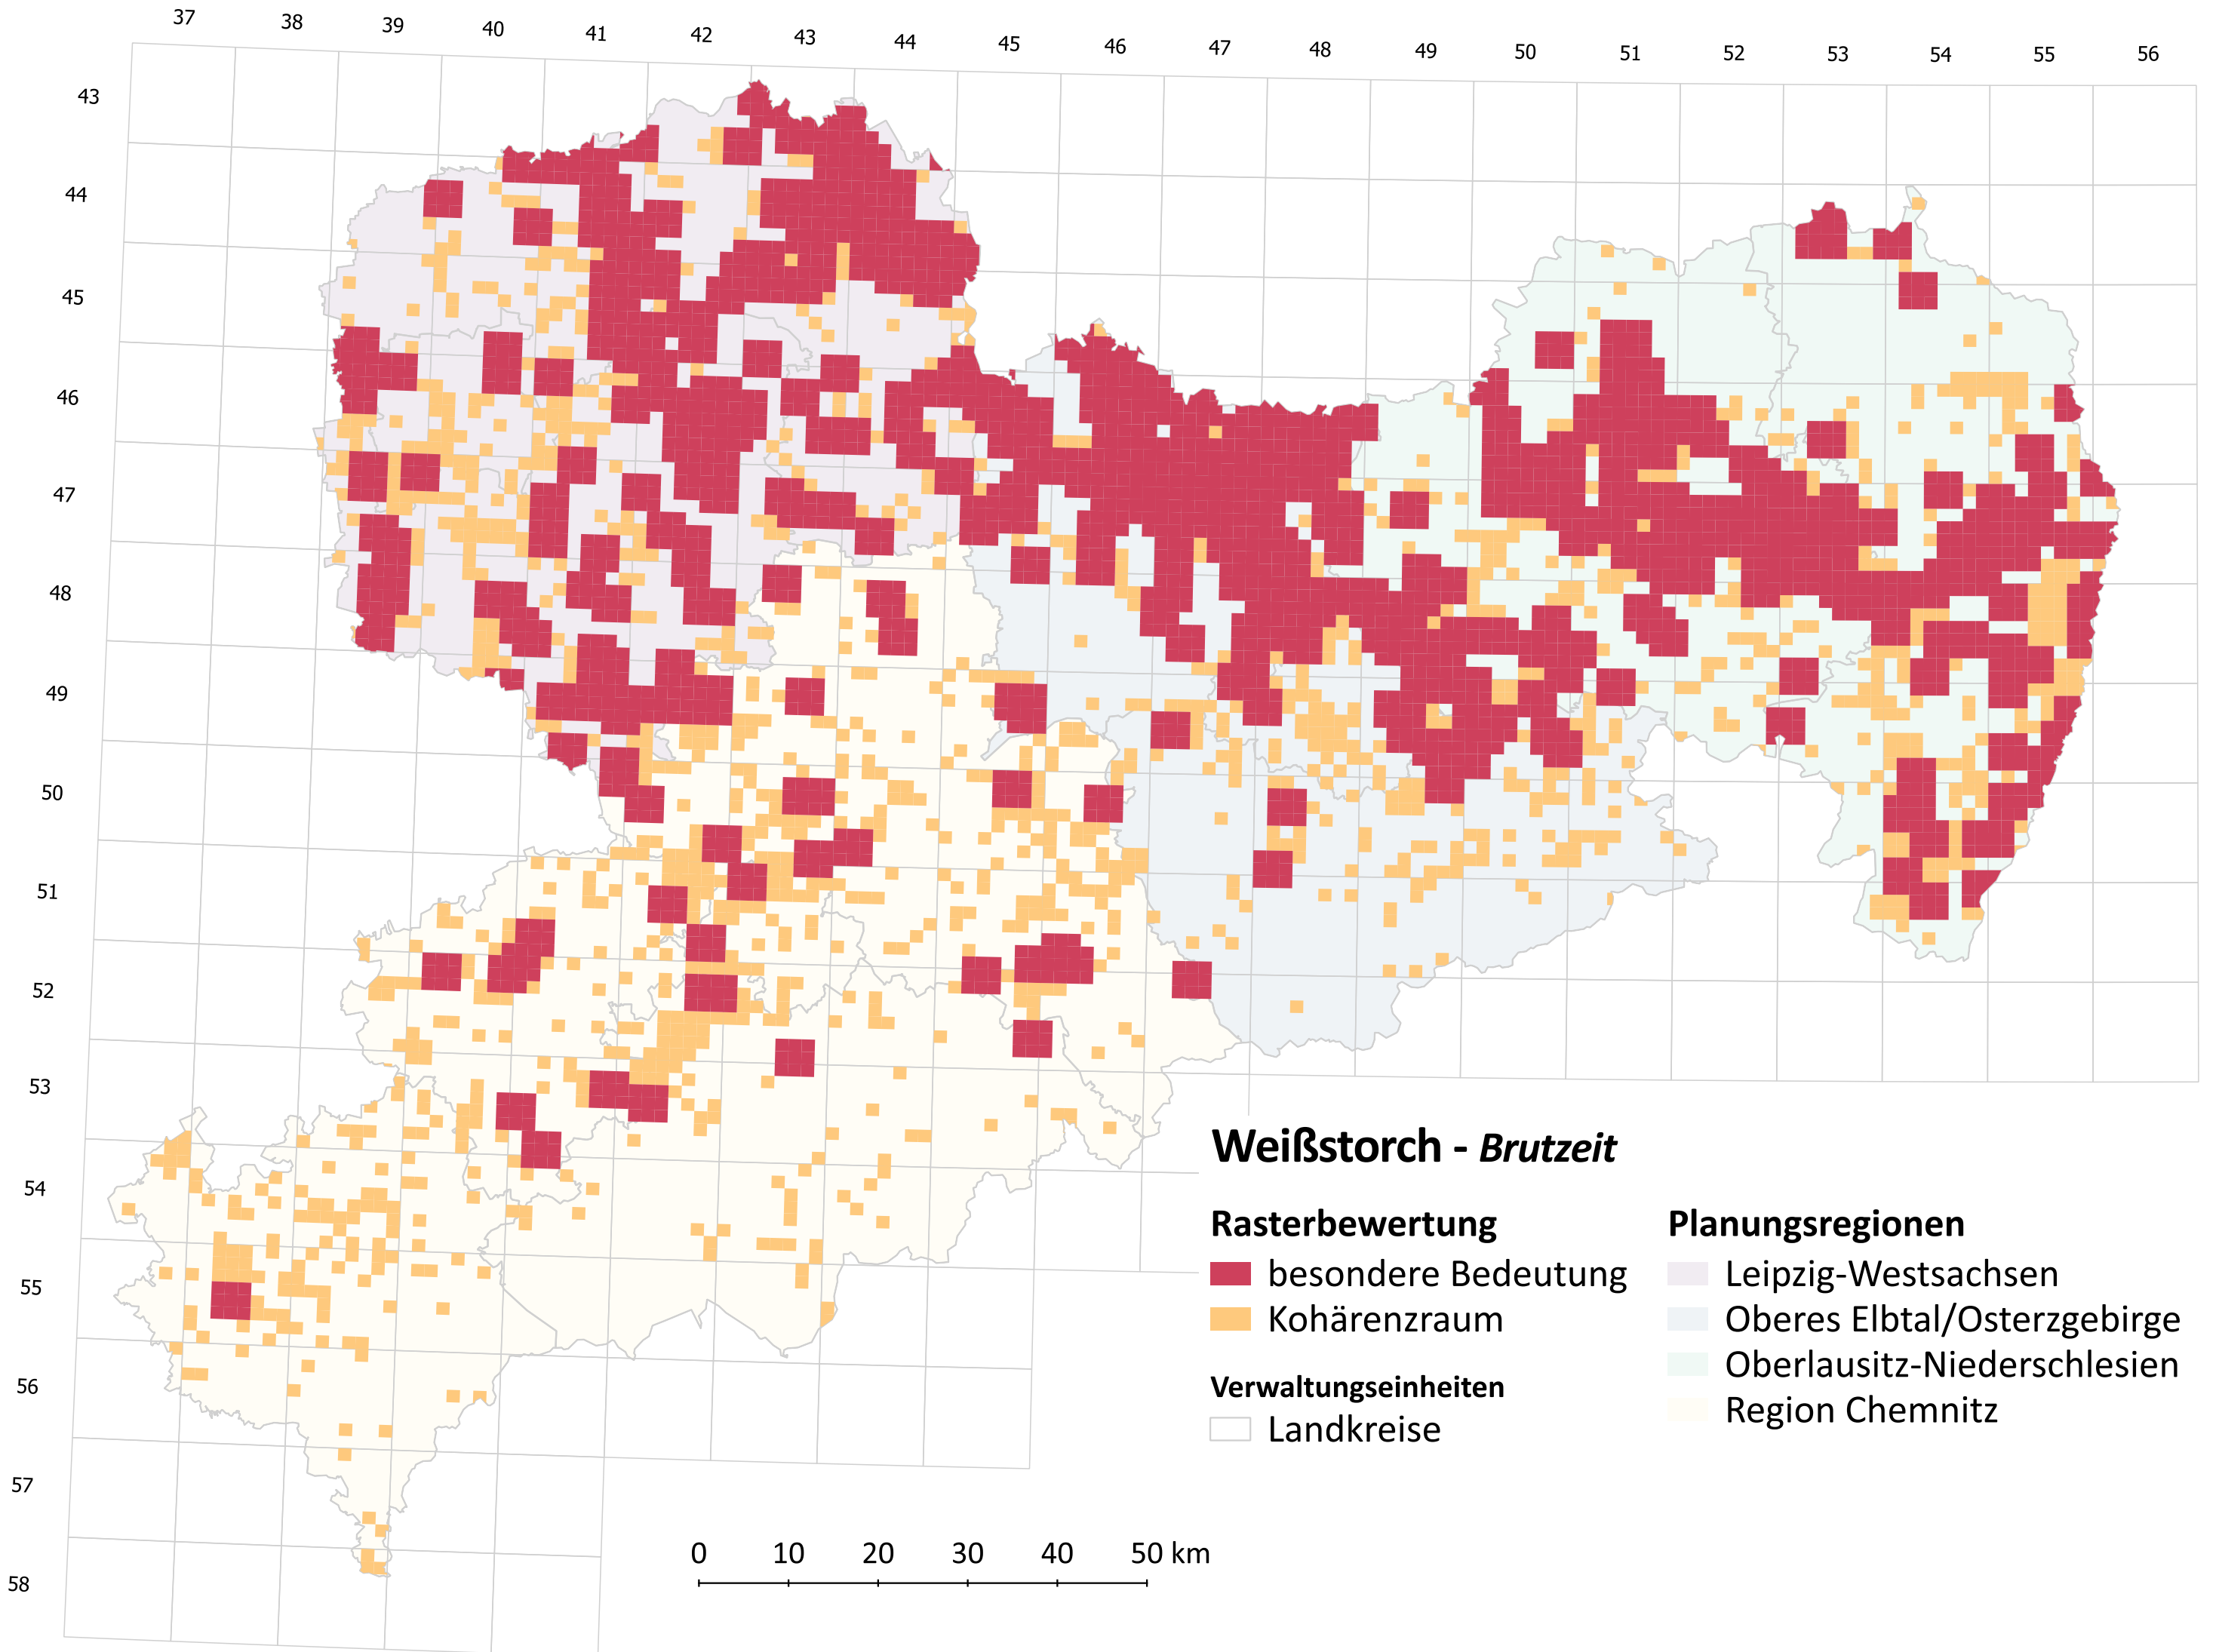 37 38 39 40 41 42 43 44 45 46 47 48 49 50 51 52 53 54 55 56
43
44
45
46
47
48
49
50
51
52
53
54
55
56
57
58
Weißstorch - Brutzeit
Rasterbewertung
besondere Bedeutung
Kohärenzraum
Verwaltungseinheiten
Landkreise
Planungsregionen
Leipzig-Westsachsen
Oberes Elbtal/Osterzgebirge
Oberlausitz-Niederschlesien
Region Chemnitz
0 10 20 30 40 50 km